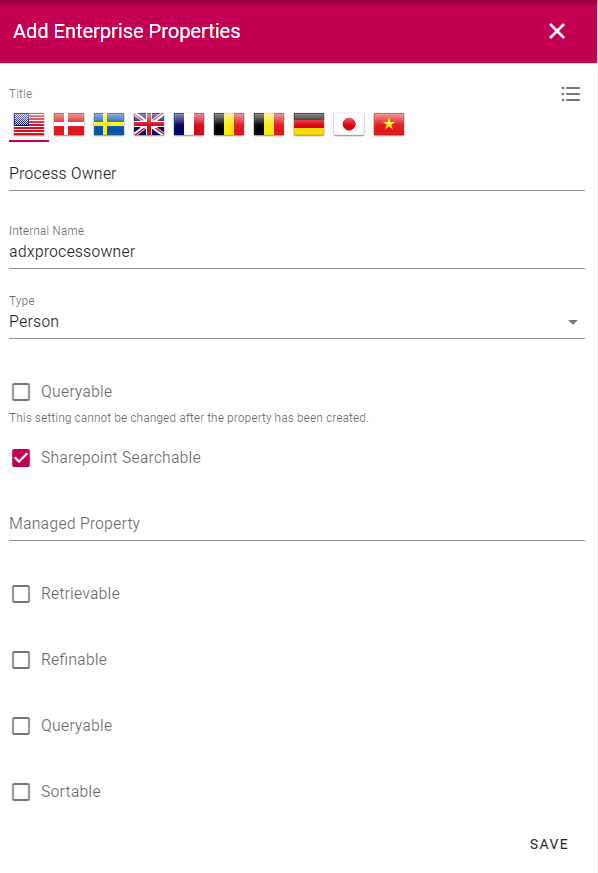 Add Enterprise Properties
Title
Process Owner
Internal Name
adxprocessowner
Type
Person
Queryable
This setting cannot be changed after the property has been created.
Sharepoint Searchable
Managed Property
Retrievable
Refinable
Queryable
Sortable
SAVE